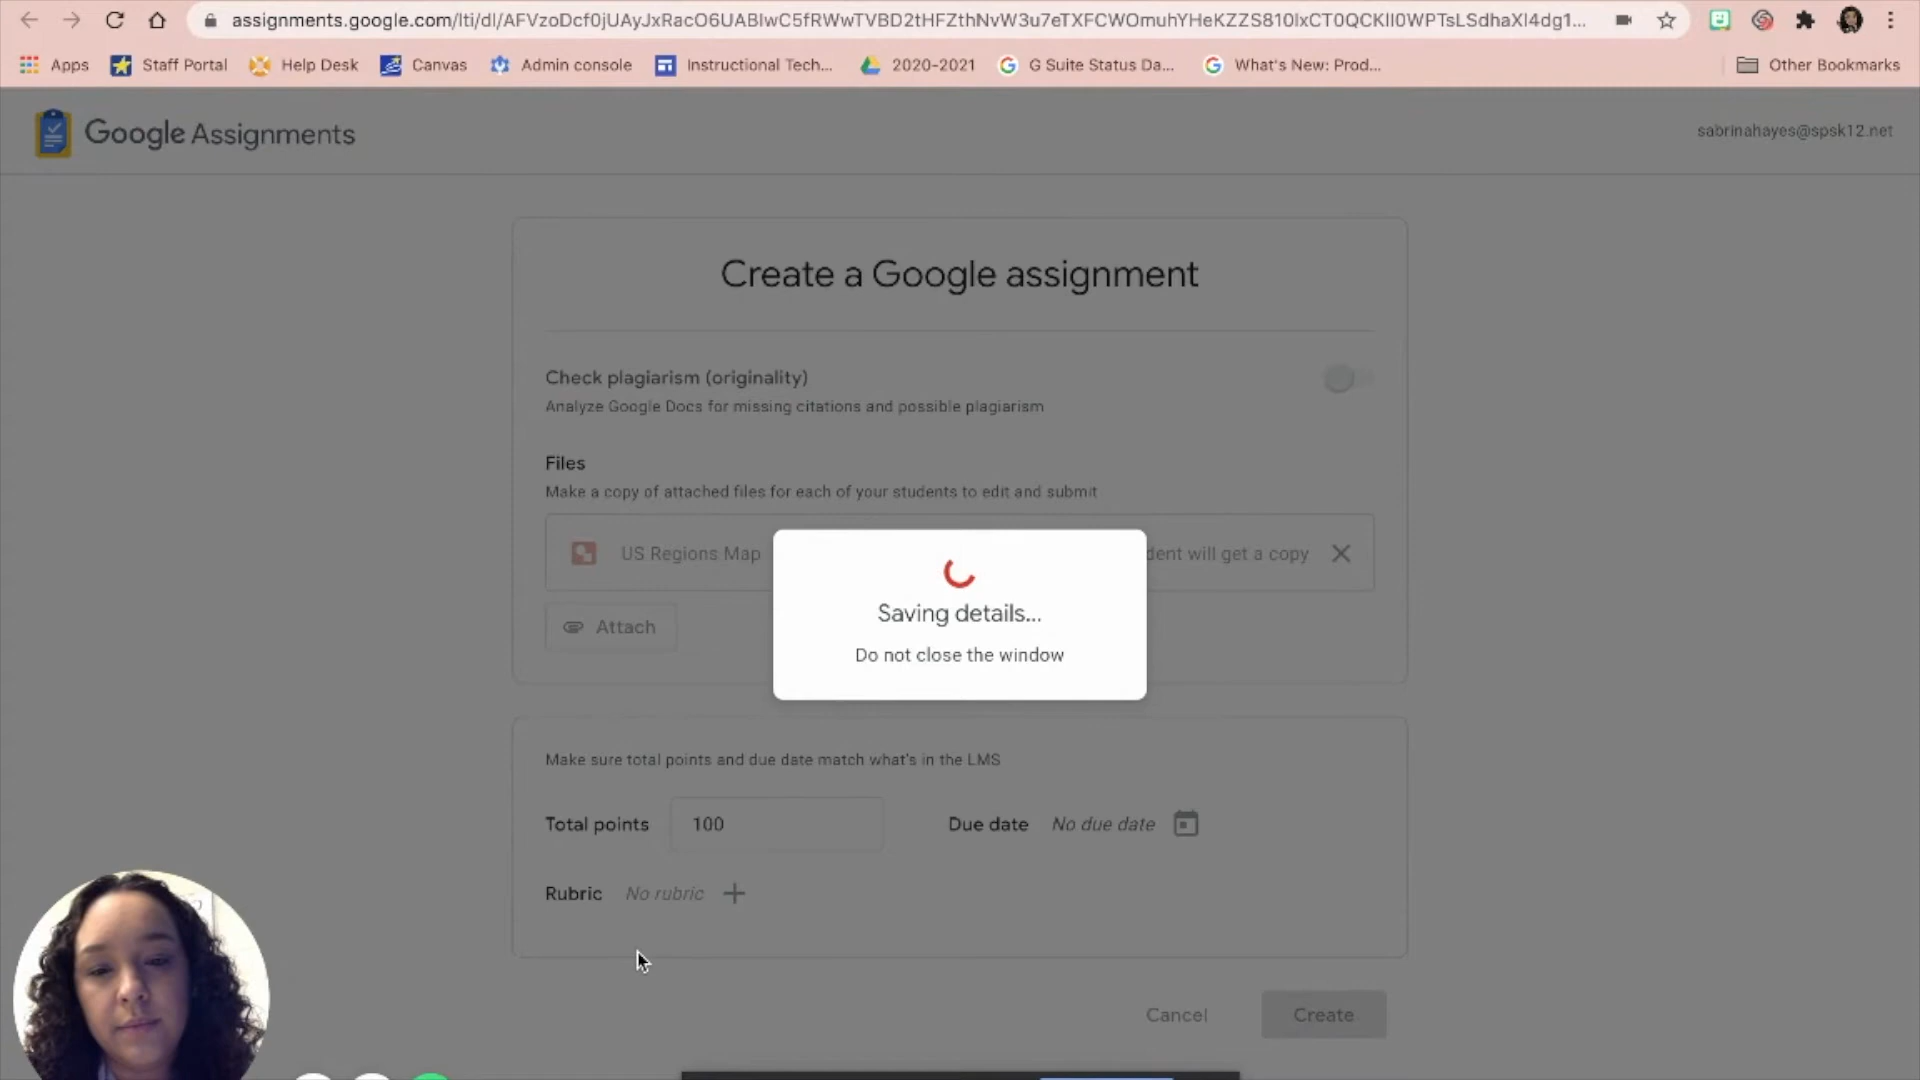 assignments.google.com/lti/dl/AFVzoDcf0jUAyJxRacO6UABlwC5fRWwTVBD2tHFZthNvW3u7eTXFCWOmuhYHeKZZS810lxCT0QCKll0WPTsLSdhaXl4dg1...
Apps Staff Portal Help Desk Canvas Admin console Instructional Tech... 2020-2021 G Suite Status Da... What's New: Prod... Other Bookmarks
Google Assignments
sabrinahayes@spsk12.net
Create a Google assignment
Check plagiarism (originality)
Analyze Google Docs for missing citations and possible plagiarism
Files
Make a copy of attached files for each of your students to edit and submit
US Regions Map
dent will get a copy
Attach
Saving details...
Do not close the window
Make sure total points and due date match what's in the LMS
Total points 100 Due date No due date
Rubric No rubric
Cancel Create